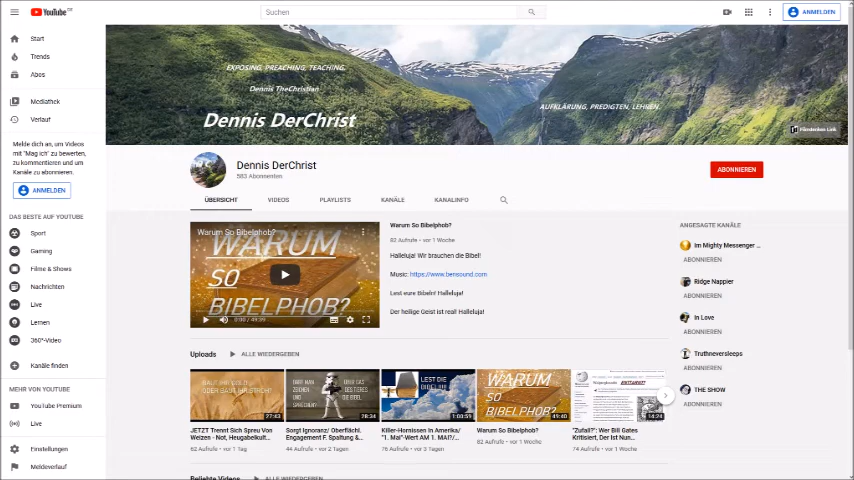 YouTube DE
Suchen
ANMELDEN
Start
Trends
Abos
Mediathek
Verlauf
Melde dich an, um Videos
mit "Mag ich" zu bewerten,
zu kommentieren und um
Kanäle zu abonnieren.
ANMELDEN
DAS BESTE AUF YOUTUBE
Sport
Gaming
Filme & Shows
Nachrichten
Live
Lernen
360°-Video
Kanäle finden
MEHR VON YOUTUBE
YouTube Premium
Live
Einstellungen
Meldeverlauf
EXPOSING, PREACHING, TEACHING.
Dennis TheChristian
Dennis DerChrist
AUFKLÄRUNG, PREDIGTEN, LEHREN.
Dennis DerChrist
583 Abonnenten
ABONNIEREN
ÜBERSICHT
VIDEOS
PLAYLISTS
KANÄLE
KANALINFO
Warum So Bibelphob?
WARUM
SO
BIBELPHOB?
0:00 / 49:39
Warum So Bibelphob?
82 Aufrufe • vor 1 Woche
Halleluja! Wir brauchen die Bibel!
Music: https://www.bensound.com
Lest eure Bibeln! Halleluja!
Der heilige Geist ist real! Halleluja!
Uploads
ALLE WIEDERGEBEN
27:43
JETZT Trennt Sich Spreu Von
Weizen - Not, Heugabelkult...
62 Aufrufe • vor 1 Tag
28:34
Sorgt Ignoranz/ Oberflächl.
Engagement F. Spaltung &...
44 Aufrufe • vor 2 Tagen
LEST DIE
BIBEL!
1:00:59
Killer-Hornissen In Amerika/
"1. Mai"-Wert AM 1. MAI?/...
76 Aufrufe • vor 3 Tagen
WARUM
SO
BIBELPHOB?
49:40
Warum So Bibelphob?
82 Aufrufe • vor 1 Woche
14:24
"Zufall?": Wer Bill Gates
Kritisiert, Der Ist Nun...
74 Aufrufe • vor 1 Woche
Beliebte Videos
ALLE WIEDERGEBEN
ANGESAGTE KANÄLE
Im Mighty Messenger ...
ABONNIEREN
Ridge Nappier
ABONNIEREN
In Love
ABONNIEREN
Truthneversleeps
ABONNIEREN
THE SHOW
ABONNIEREN